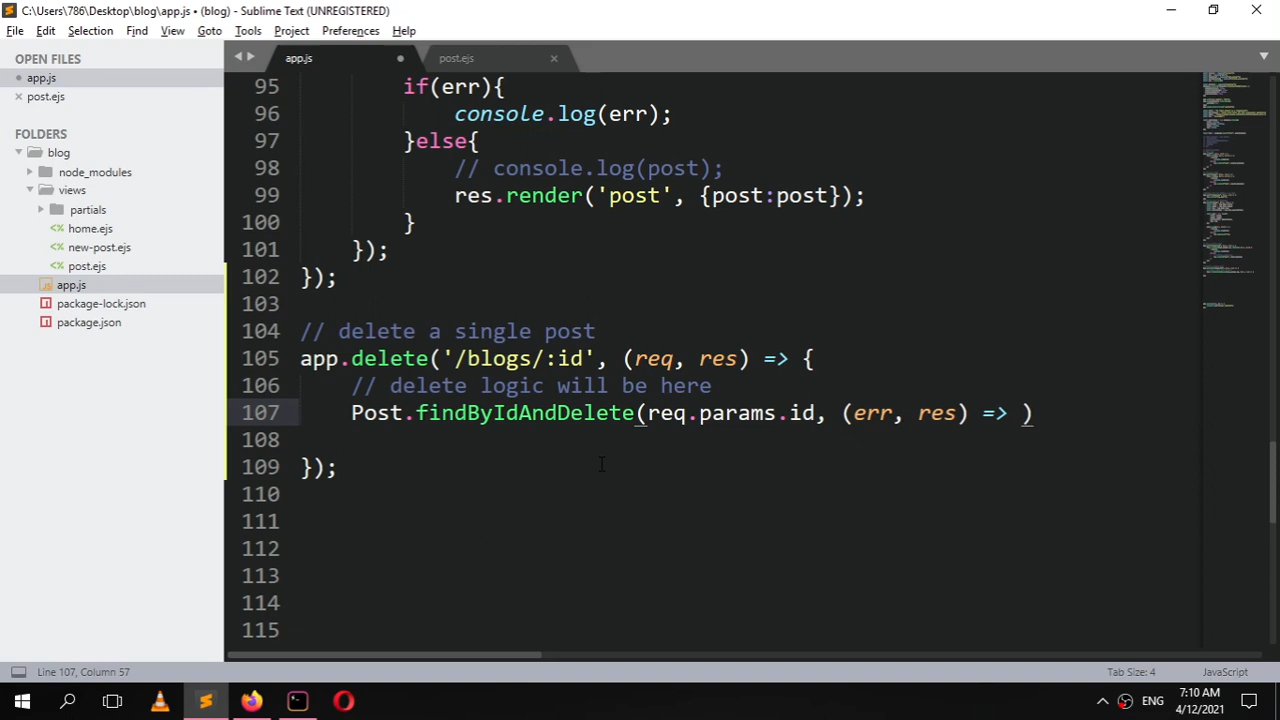 C:\Users\786\Desktop\blog\app.js • (blog) - Sublime Text (UNREGISTERED)
File Edit Selection Find View Goto Tools Project Preferences Help
OPEN FILES
app.js
post.ejs
FOLDERS
blog
node_modules
views
partials
home.ejs
new-post.ejs
post.ejs
app.js
package-lock.json
package.json
app.js post.ejs
95 if(err){
96 console.log(err);
97 }else{
98 // console.log(post);
99 res.render('post', {post:post});
100 }
101 });
102 });
103
104 // delete a single post
105 app.delete('/blogs/:id', (req, res) => {
106 // delete logic will be here
107 Post.findByIdAndDelete(req.params.id, (err, res) => )
108
109 });
110
111
112
113
114
115
Line 107, Column 57 Tab Size: 4 JavaScript
ENG 7:10 AM
4/12/2021